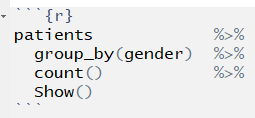 ```{r}
patients %>%
group_by(gender) %>%
count() %>%
Show()
```